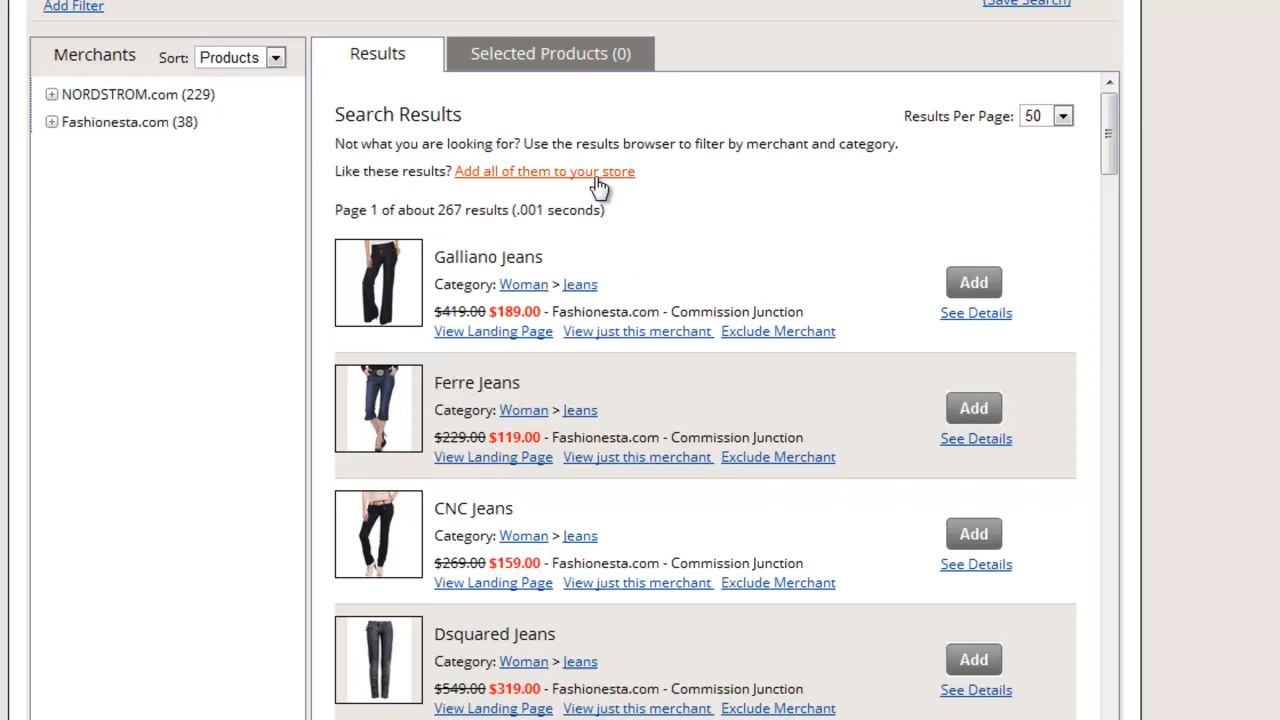 Add Filter
(Save Search)
Merchants
Sort: Products
NORDSTROM.com (229)
Fashionesta.com (38)
Results
Selected Products (0)
Search Results
Results Per Page: 50
Not what you are looking for? Use the results browser to filter by merchant and category.
Like these results? Add all of them to your store
Page 1 of about 267 results (.001 seconds)
Galliano Jeans
Category: Woman > Jeans
$419.00 $189.00 - Fashionesta.com - Commission Junction
View Landing Page View just this merchant Exclude Merchant
Add
See Details
Ferre Jeans
Category: Woman > Jeans
$229.00 $119.00 - Fashionesta.com - Commission Junction
View Landing Page View just this merchant Exclude Merchant
Add
See Details
CNC Jeans
Category: Woman > Jeans
$269.00 $159.00 - Fashionesta.com - Commission Junction
View Landing Page View just this merchant Exclude Merchant
Add
See Details
Dsquared Jeans
Category: Woman > Jeans
$549.00 $319.00 - Fashionesta.com - Commission Junction
View Landing Page View just this merchant Exclude Merchant
Add
See Details